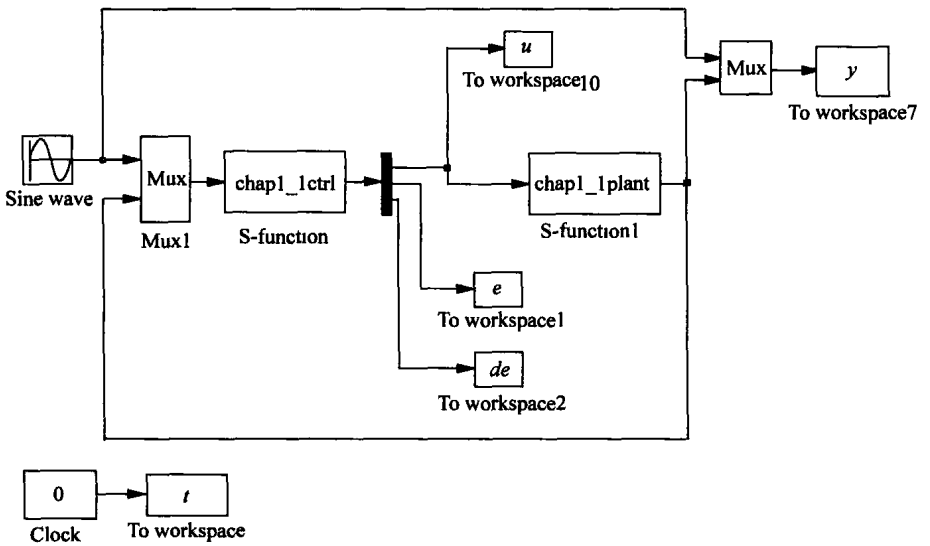 u
To workspace10
Mux
y
To workspace7
Sine wave
Mux
Mux1
chap1_1ctrl
S-function
chap1_1plant
S-function1
e
To workspace1
de
To workspace2
0
Clock
t
To workspace